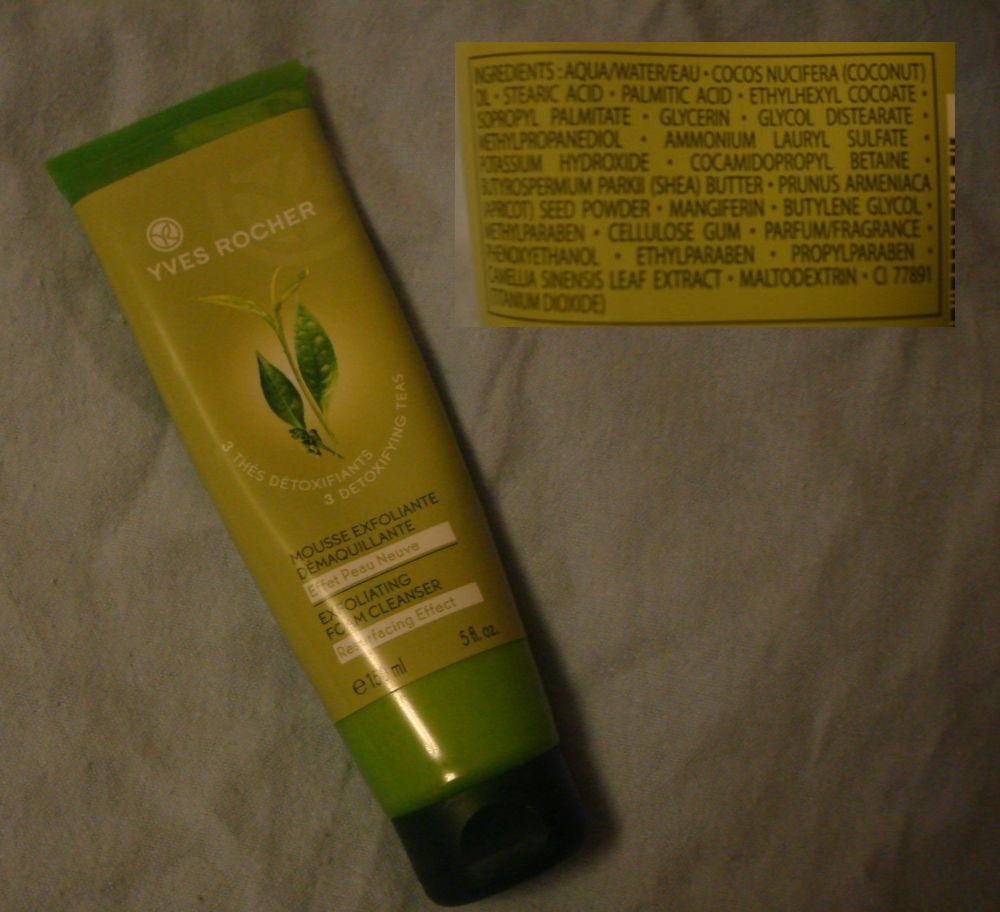 YVES ROCHER
3 THÉS DÉTOXIFIANTS
3 DETOXIFYING TEAS
MOUSSE EXFOLIANTE
DÉMAQUILLANTE
Effet Peau Neuve
EXFOLIATING
FOAM CLEANSER
Resurfacing Effect
5 fl. oz.
e 150 ml
INGREDIENTS : AQUA/WATER/EAU • COCOS NUCIFERA (COCONUT)
OIL • STEARIC ACID • PALMITIC ACID • ETHYLHEXYL COCOATE •
ISOPROPYL PALMITATE • GLYCERIN • GLYCOL DISTEARATE •
METHYLPROPANEDIOL • AMMONIUM LAURYL SULFATE •
POTASSIUM HYDROXIDE • COCAMIDOPROPYL BETAINE •
BUTYROSPERMUM PARKII (SHEA) BUTTER • PRUNUS ARMENIACA
(APRICOT) SEED POWDER • MANGIFERIN • BUTYLENE GLYCOL •
METHYLPARABEN • CELLULOSE GUM • PARFUM/FRAGRANCE •
PHENOXYETHANOL • ETHYLPARABEN • PROPYLPARABEN •
CAMELLIA SINENSIS LEAF EXTRACT • MALTODEXTRIN • CI 77891
(TITANIUM DIOXIDE)